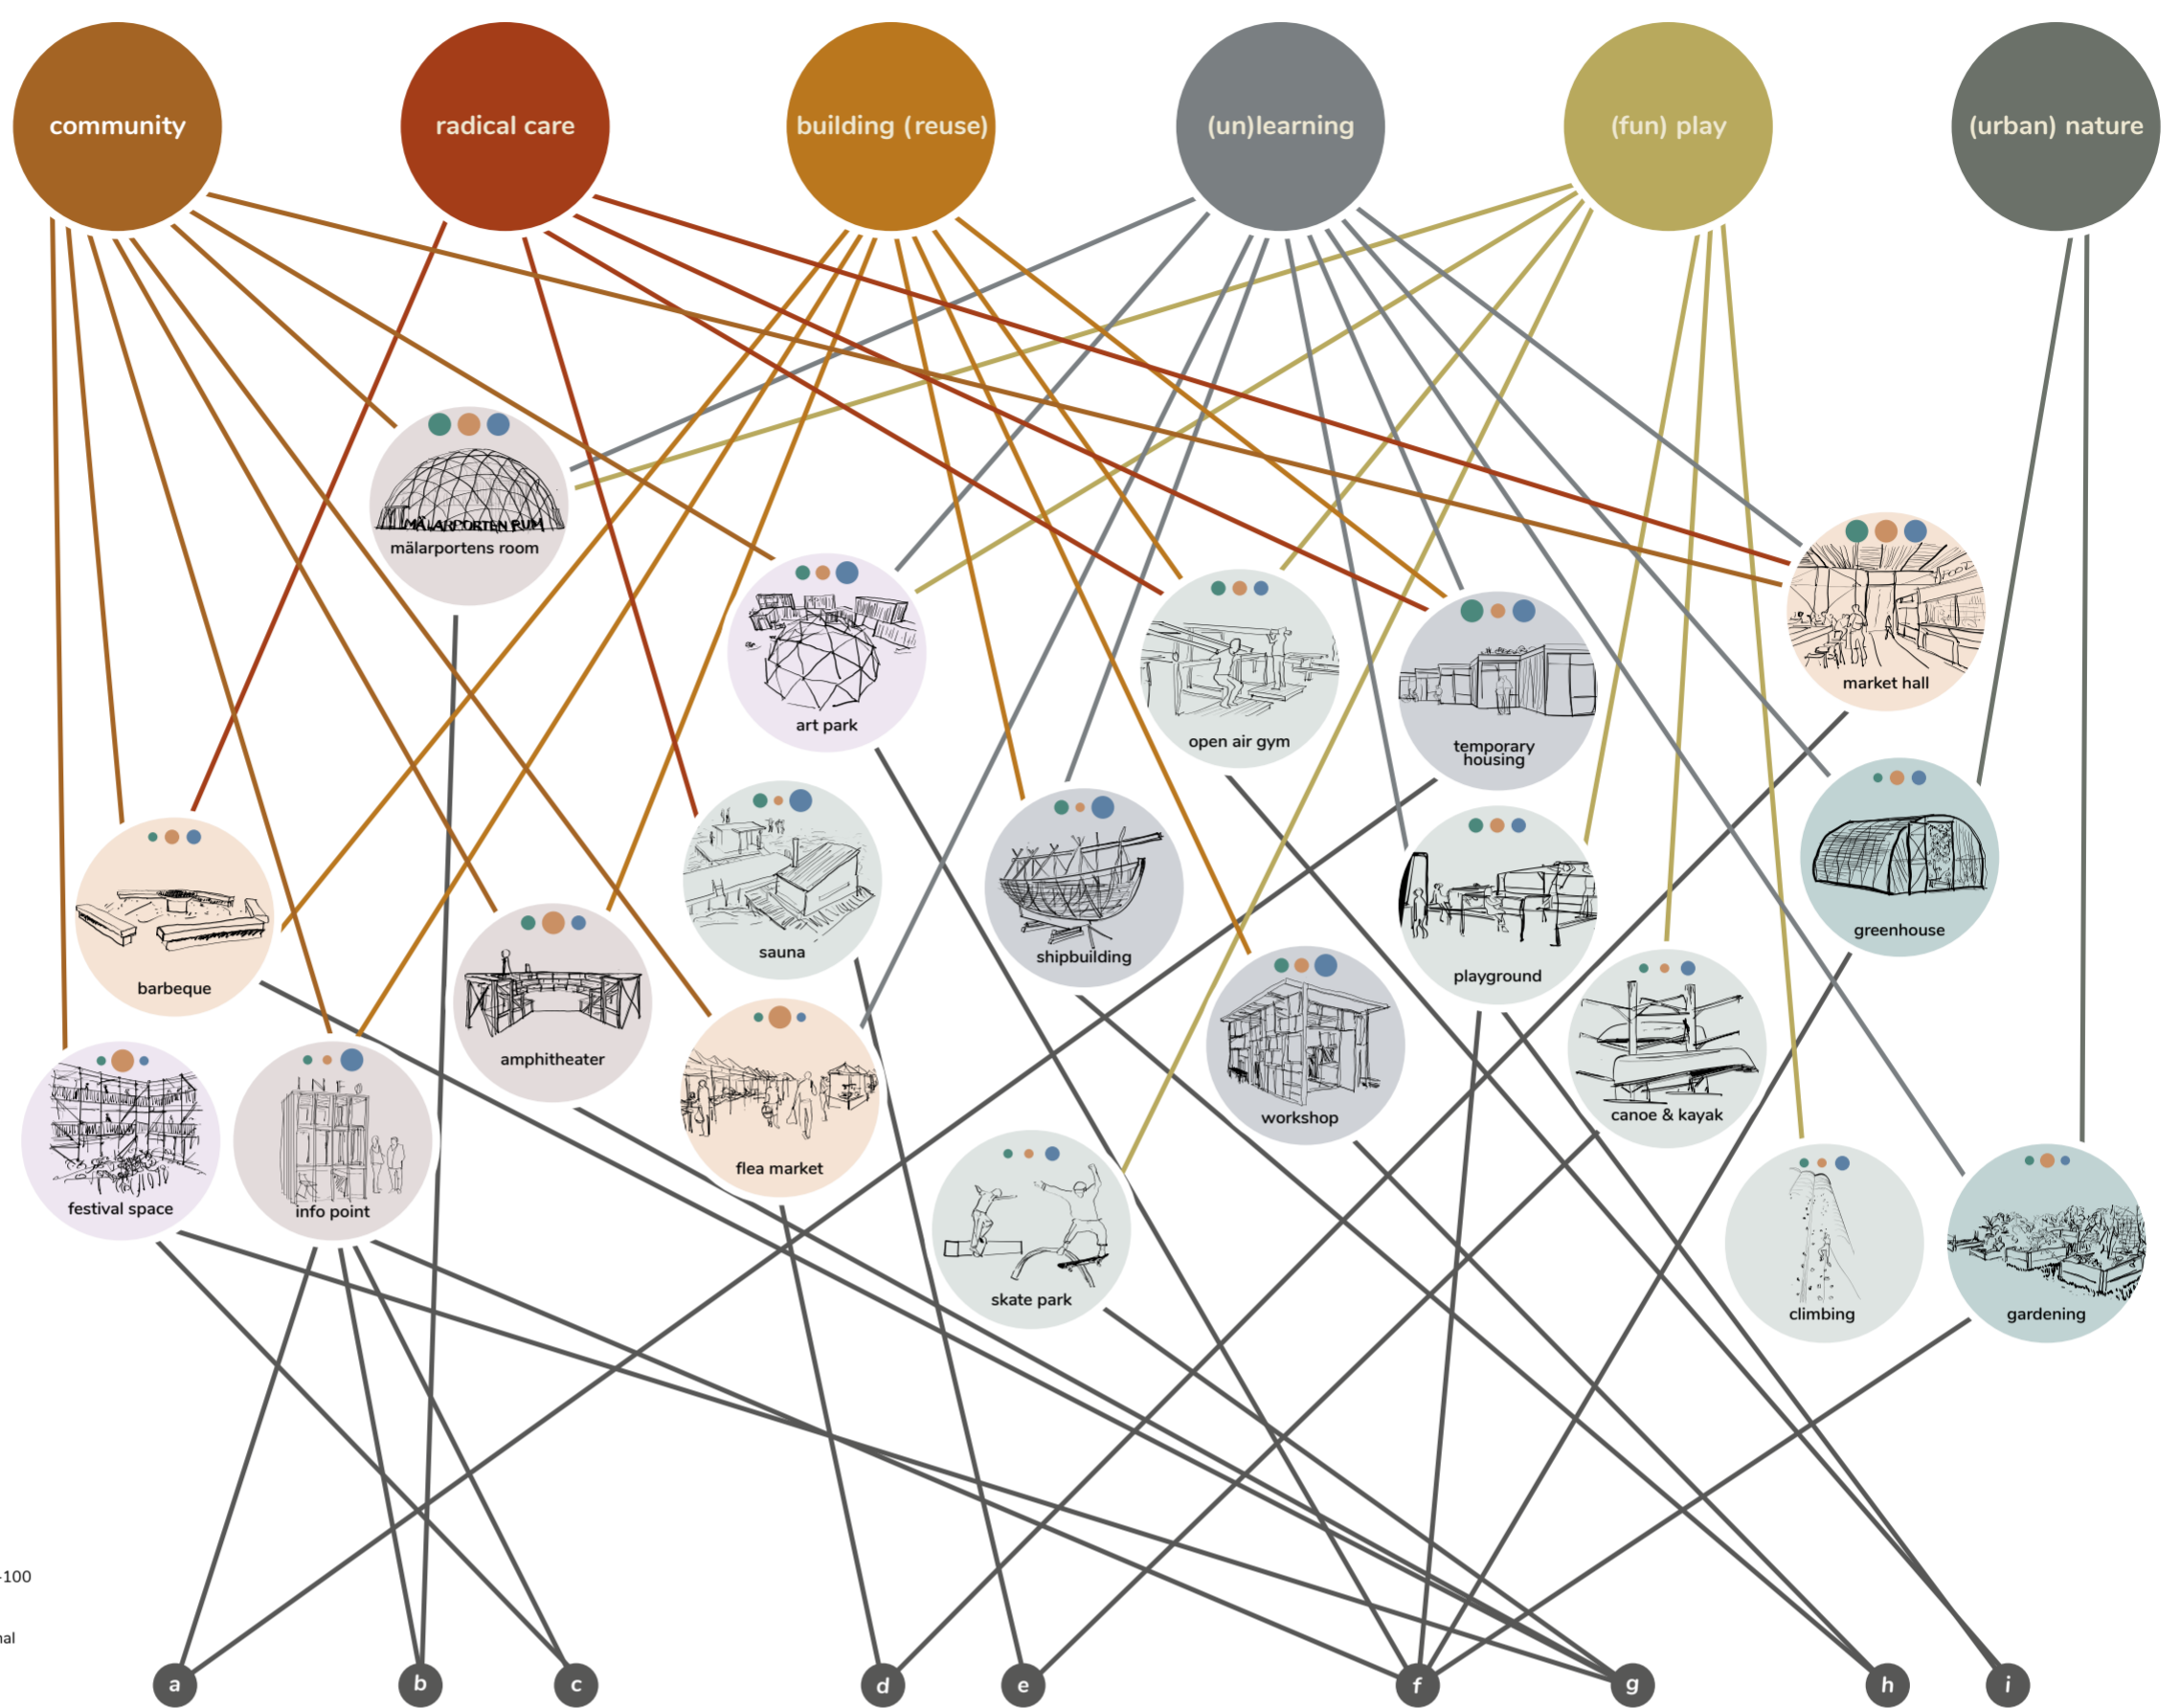 community
radical care
building (reuse)
(un)learning
(fun) play
(urban) nature
MÄLARPORTEN RUM
mälarportens room
art park
open air gym
temporary
housing
market hall
barbeque
amphitheater
sauna
shipbuilding
playground
greenhouse
festival space
INFO
info point
flea market
workshop
canoe & kayak
skate park
climbing
gardening
-100
a
b
c
d
e
f
g
h
i